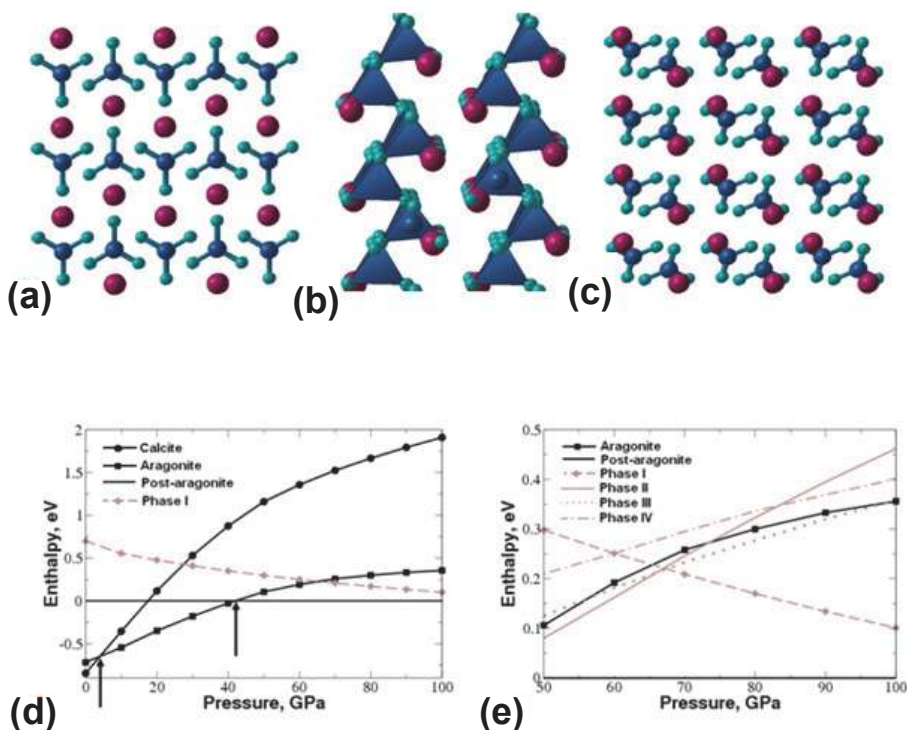 (a)
(b)
(c)
2
1.5
1
0.5
0
-0.5
Calcite
Aragonite
Post-aragonite
Phase I
Enthalpy, eV
0 20 40 60 80 100
Pressure, GPa
(d)
0.5
0.4
0.3
0.2
0.1
0
Aragonite
Post-aragonite
Phase I
Phase II
Phase III
Phase IV
Enthalpy, eV
50 60 70 80 90 100
Pressure, GPa
(e)